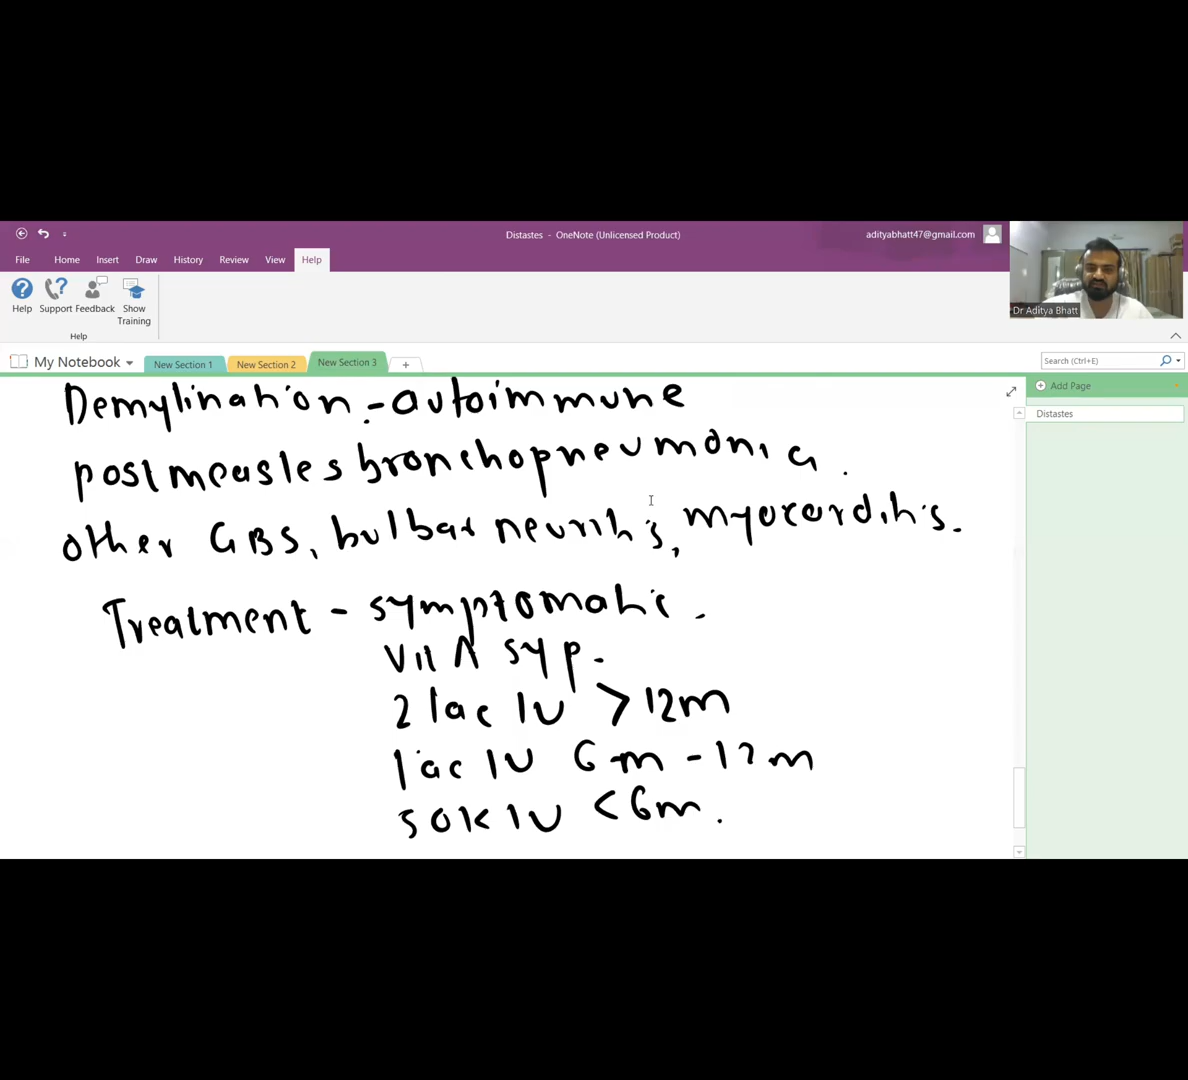 Distastes - OneNote (Unlicensed Product)
adityabhatt47@gmail.com
File Home Insert Draw History Review View Help
Help Support Feedback Show Training
Help
Dr Aditya Bhatt
My Notebook New Section 1 New Section 2 New Section 3 +
Search (Ctrl+E)
Add Page
Distastes
Demylination - autoimmune
post measles bronchopneumonia.
other GBS, bulbar neuritis, myocarditis.
Treatment - symptomatic.
Vit A syp.
2 lac IU > 12m
1 lac IU 6m - 12m
50K IU < 6m.